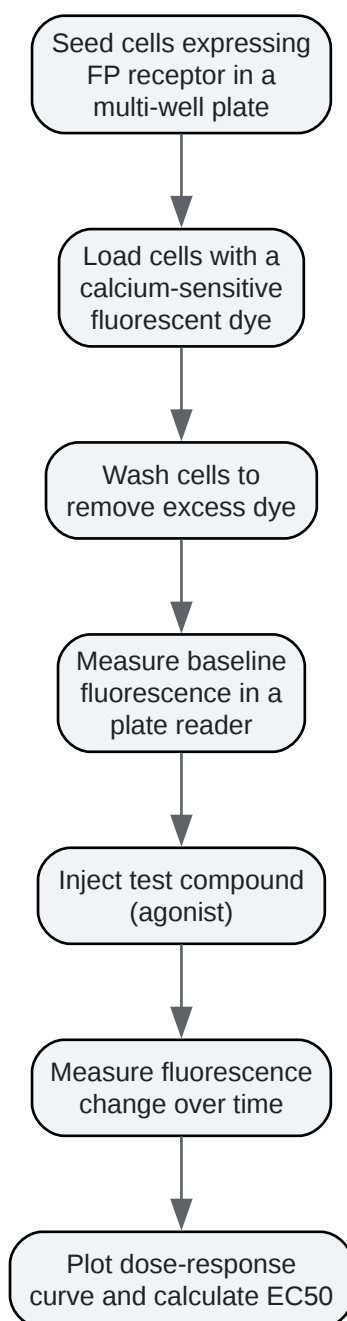 Seed cells expressing
FP receptor in a
multi-well plate
Load cells with a
calcium-sensitive
fluorescent dye
Wash cells to
remove excess dye
Measure baseline
fluorescence in a
plate reader
Inject test compound
(agonist)
Measure fluorescence
change over time
Plot dose-response
curve and calculate EC50